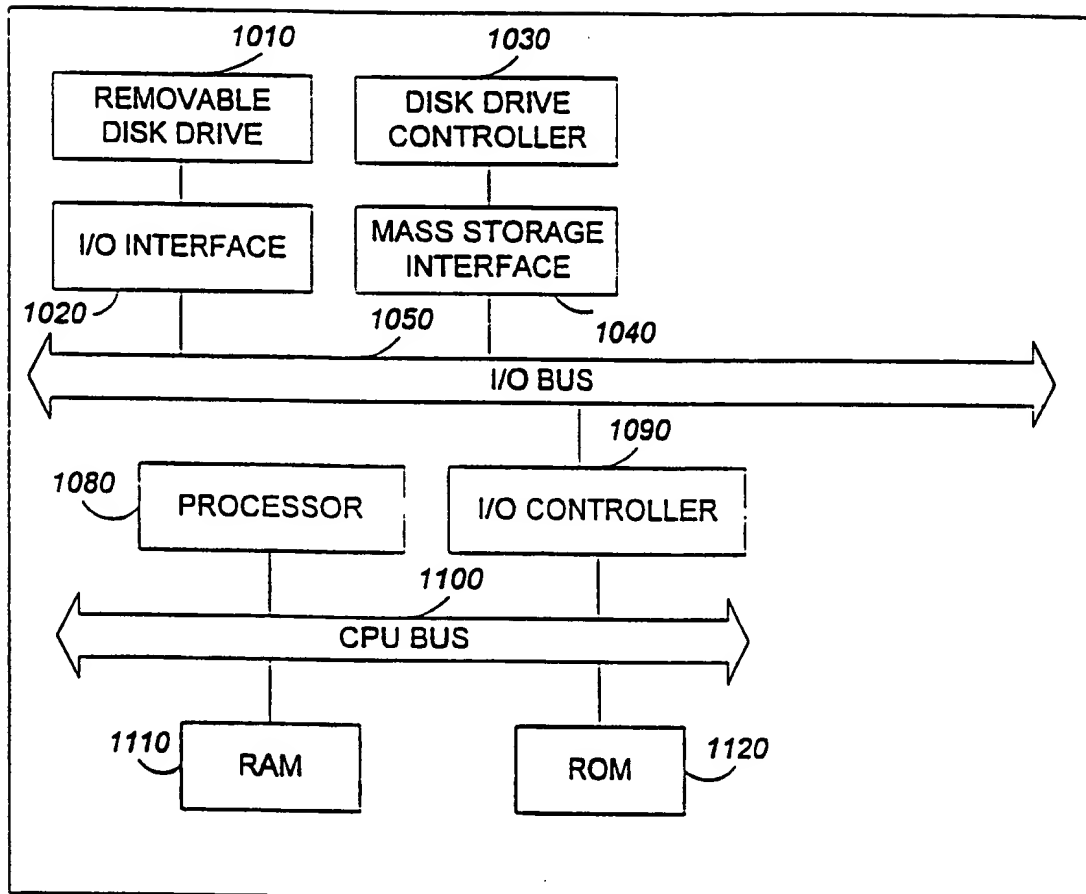 1010
1030
REMOVABLE
DISK DRIVE
DISK DRIVE
CONTROLLER
I/O INTERFACE
MASS STORAGE
INTERFACE
1020
1050
1040
I/O BUS
1090
1080
PROCESSOR
I/O CONTROLLER
1100
CPU BUS
1110
RAM
ROM
1120